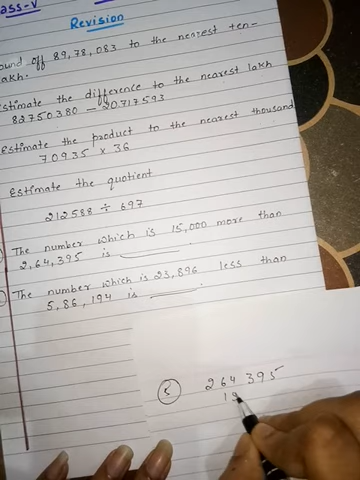 ass-V
Revision
ound off 89,78,083 to the nearest ten-
lakh.
stimate the difference to the nearest lakh
82750380 - 20717593
Estimate the product to the nearest thousand
70935 × 36
Estimate the quotient
212588 ÷ 697
The number which is 15,000 more than
2,64,395 is
The number which is 23,896 less than
5,86,194 is
5 264395
1